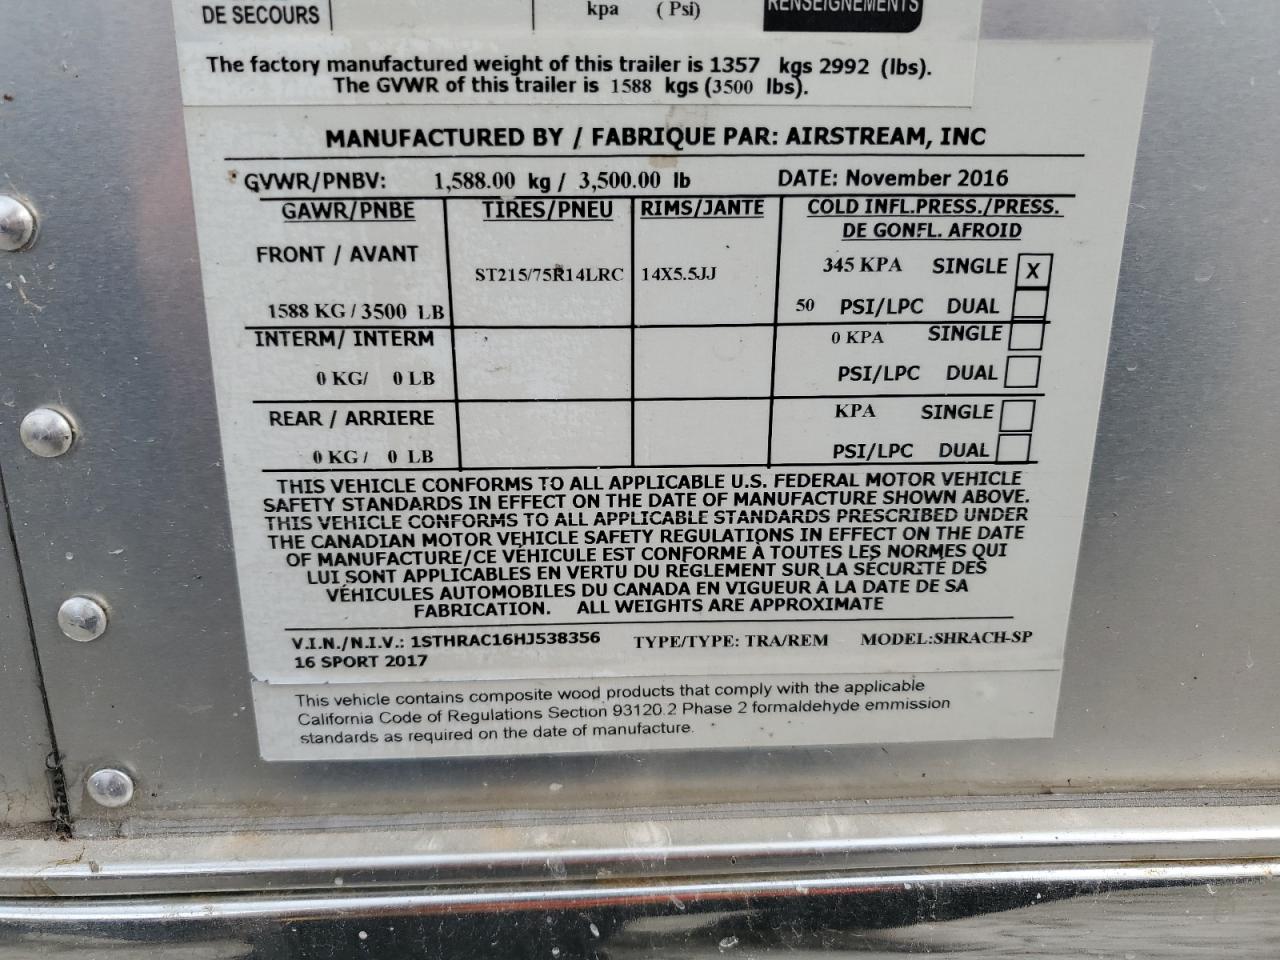 DE SECOURS
kpa (Psi)
RENSEIGNEMENTS
The factory manufactured weight of this trailer is 1357 kgs 2992 (lbs).
The GVWR of this trailer is 1588 kgs (3500 lbs).
MANUFACTURED BY / FABRIQUE PAR: AIRSTREAM, INC
GVWR/PNBV: 1,588.00 kg / 3,500.00 lb DATE: November 2016
GAWR/PNBE TIRES/PNEU RIMS/JANTE COLD INFL.PRESS./PRESS.
DE GONFL. AFROID
FRONT / AVANT
ST215/75R14LRC 14X5.5JJ 345 KPA SINGLE X
1588 KG / 3500 LB 50 PSI/LPC DUAL
INTERM/ INTERM 0 KPA SINGLE
0 KG/ 0 LB PSI/LPC DUAL
REAR / ARRIERE KPA SINGLE
0 KG / 0 LB PSI/LPC DUAL
THIS VEHICLE CONFORMS TO ALL APPLICABLE U.S. FEDERAL MOTOR VEHICLE
SAFETY STANDARDS IN EFFECT ON THE DATE OF MANUFACTURE SHOWN ABOVE.
THIS VEHICLE CONFORMS TO ALL APPLICABLE STANDARDS PRESCRIBED UNDER
THE CANADIAN MOTOR VEHICLE SAFETY REGULATIONS IN EFFECT ON THE DATE
OF MANUFACTURE/CE VÉHICULE EST CONFORME À TOUTES LES NORMES QUI
LUI SONT APPLICABLES EN VERTU DU RÈGLEMENT SUR LA SÉCURITÉ DES
VÉHICULES AUTOMOBILES DU CANADA EN VIGUEUR À LA DATE DE SA
FABRICATION. ALL WEIGHTS ARE APPROXIMATE
V.I.N./N.I.V.: 1STHRAC16HJ538356 TYPE/TYPE: TRA/REM MODEL:SHRACH-SP
16 SPORT 2017
This vehicle contains composite wood products that comply with the applicable
California Code of Regulations Section 93120.2 Phase 2 formaldehyde emmission
standards as required on the date of manufacture.